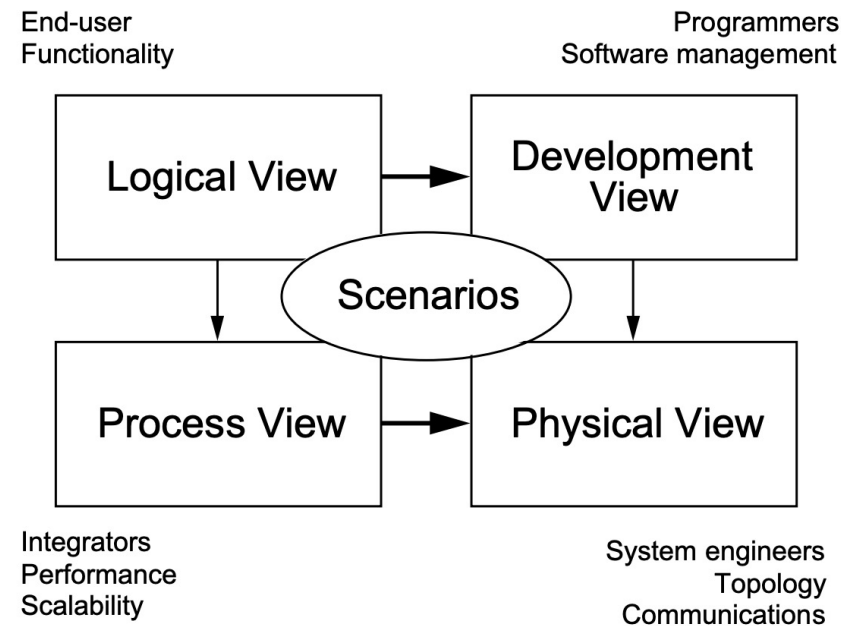 End-user
Functionality
Programmers
Software management
Logical View
Development
View
Scenarios
Process View
Physical View
Integrators
Performance
Scalability
System engineers
Topology
Communications